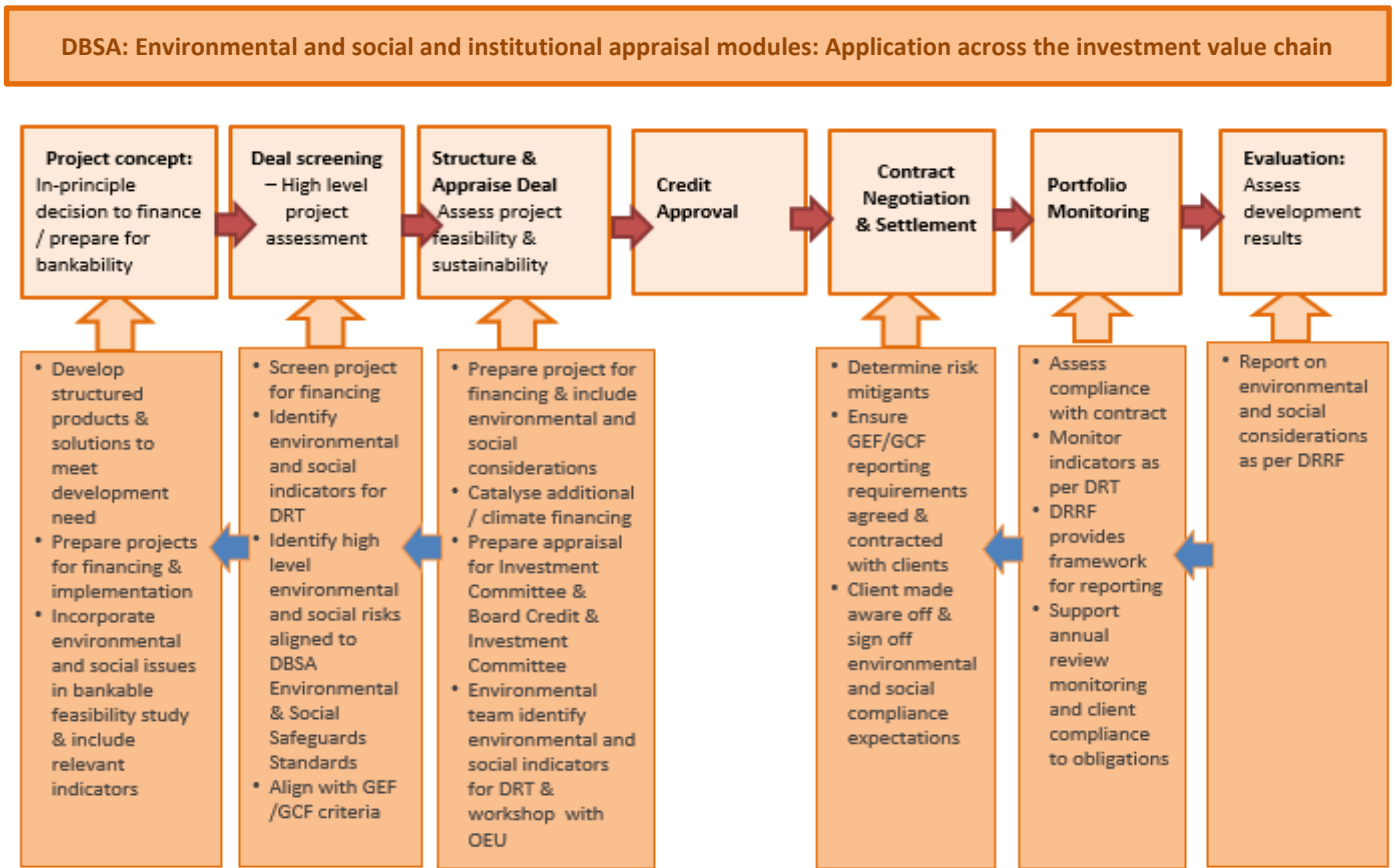 DBSA: Environmental and social and institutional appraisal modules: Application across the investment value chain
Project concept:
In-principle
decision to finance
/ prepare for
bankability
Deal screening
– High level
project
assessment
Structure &
Appraise Deal
Assess project
feasibility &
sustainability
Credit
Approval
Contract
Negotiation
& Settlement
Portfolio
Monitoring
Evaluation:
Assess
development
results
• Develop
structured
products &
solutions to
meet
development
need
• Prepare projects
for financing &
implementation
• Incorporate
environmental
and social issues
in bankable
feasibility study
& include
relevant
indicators
• Screen project
for financing
• Identify
environmental
and social
indicators for
DRT
• Identify high
level
environmental
and social risks
aligned to
DBSA
Environmental
& Social
Safeguards
Standards
• Align with GEF
/GCF criteria
• Prepare project for
financing & include
environmental and
social
considerations
• Catalyse additional
/ climate financing
• Prepare appraisal
for Investment
Committee &
Board Credit &
Investment
Committee
• Environmental
team identify
environmental and
social indicators
for DRT &
workshop with
OEU
• Determine risk
mitigants
• Ensure
GEF/GCF
reporting
requirements
agreed &
contracted
with clients
• Client made
aware off &
sign off
environmental
and social
compliance
expectations
• Assess
compliance
with contract
• Monitor
indicators as
per DRT
• DRRF
provides
framework
for reporting
• Support
annual
review
monitoring
and client
compliance
to obligations
• Report on
environmental
and social
considerations
as per DRRF